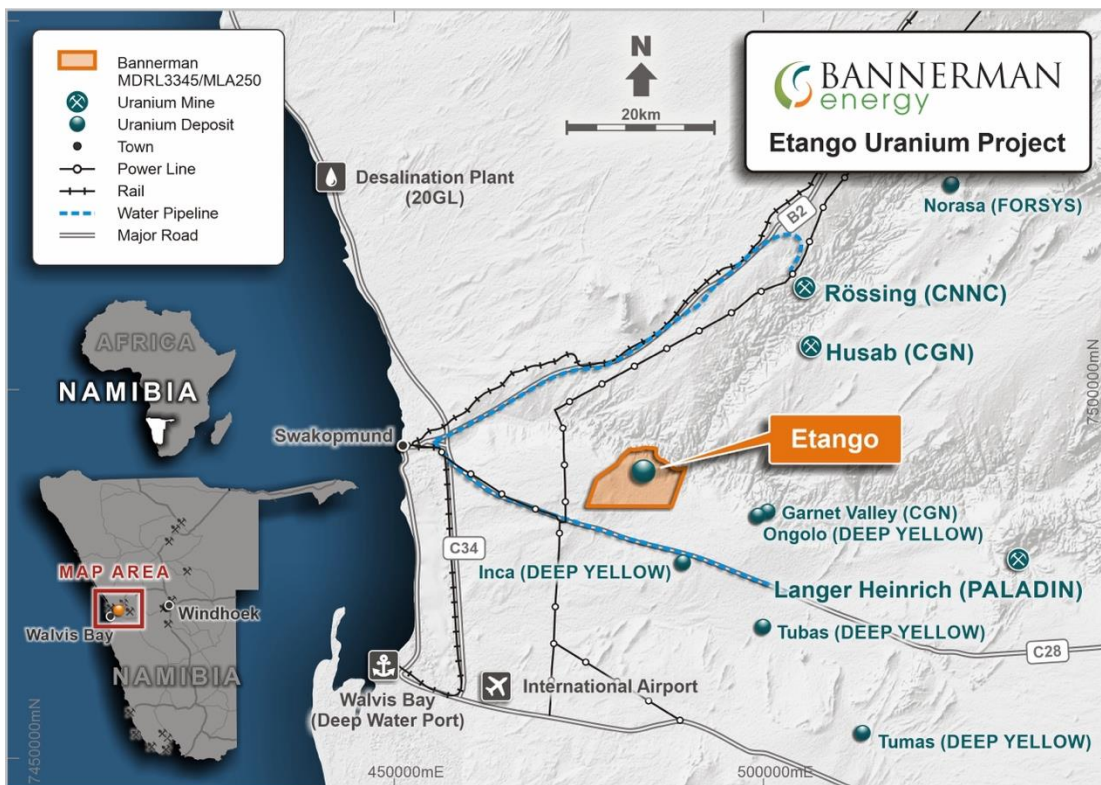 Bannerman
MDRL3345/MLA250
Uranium Mine
Uranium Deposit
Town
Power Line
Rail
Water Pipeline
Major Road
N
20km
BANNERMAN
energy
Etango Uranium Project
Desalination Plant
(20GL)
B2
Norasa (FORSYS)
Rössing (CNNC)
Husab (CGN)
7500000mN
AFRICA
NAMIBIA
Swakopmund
Etango
Garnet Valley (CGN)
Ongolo (DEEP YELLOW)
C34
Inca (DEEP YELLOW)
Langer Heinrich (PALADIN)
MAP AREA
Windhoek
Walvis Bay
NAMIBIA
Tubas (DEEP YELLOW)
C28
Walvis Bay
(Deep Water Port)
International Airport
Tumas (DEEP YELLOW)
7450000mN
450000mE
500000mE